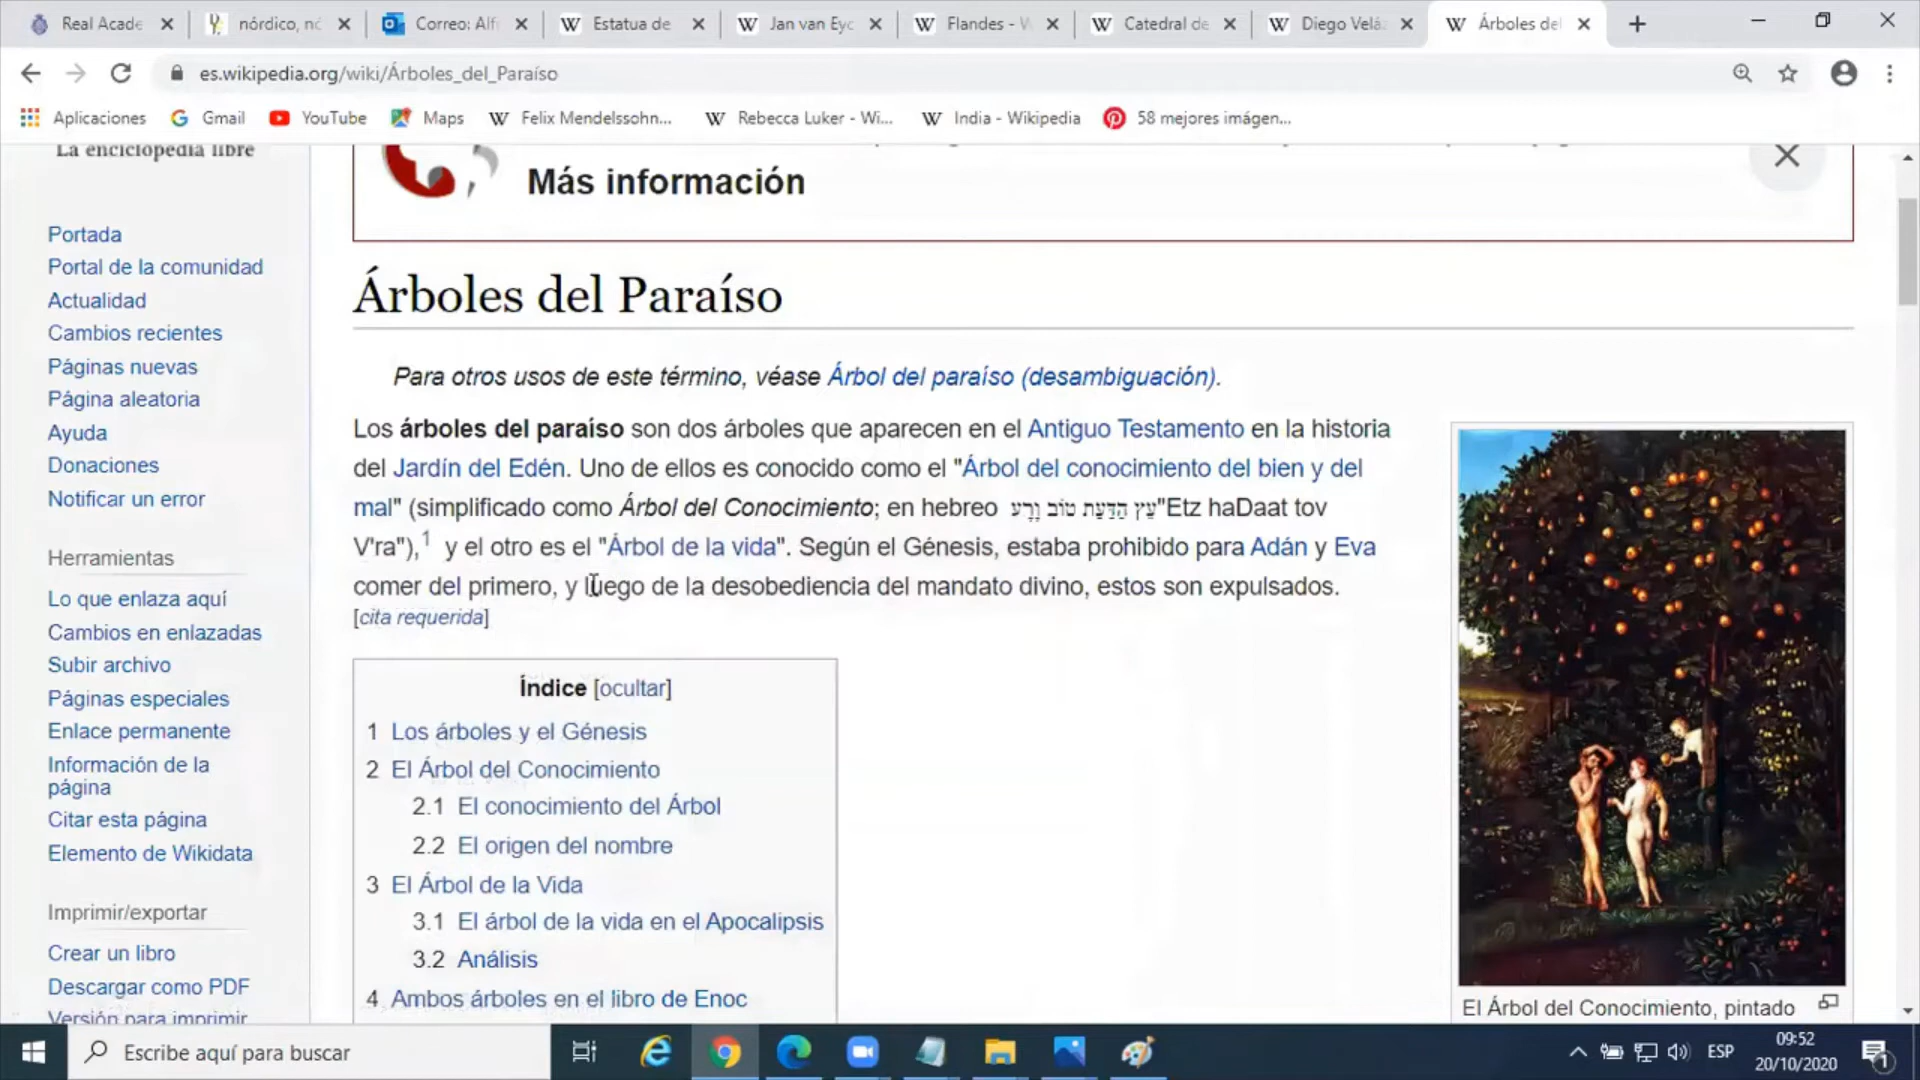 Real Acade
nórdico, nó
Correo: Alf
Estatua de
Jan van Eyc
Flandes - W
Catedral de
Diego Velá
Árboles del
es.wikipedia.org/wiki/Árboles_del_Paraíso
Aplicaciones
Gmail
YouTube
Maps
Felix Mendelssohn...
Rebecca Luker - Wi...
India - Wikipedia
58 mejores imágen...
La enciclopedia libre
Portada
Portal de la comunidad
Actualidad
Cambios recientes
Páginas nuevas
Página aleatoria
Ayuda
Donaciones
Notificar un error
Herramientas
Lo que enlaza aquí
Cambios en enlazadas
Subir archivo
Páginas especiales
Enlace permanente
Información de la
página
Citar esta página
Elemento de Wikidata
Imprimir/exportar
Crear un libro
Descargar como PDF
Versión para imprimir
Más información
Árboles del Paraíso
Para otros usos de este término, véase Árbol del paraíso (desambiguación).
Los árboles del paraíso son dos árboles que aparecen en el Antiguo Testamento en la historia
del Jardín del Edén. Uno de ellos es conocido como el "Árbol del conocimiento del bien y del
mal" (simplificado como Árbol del Conocimiento; en hebreo עֵץ הַדַּעַת טוֹב וָרָע"Etz haDaat tov
V'ra"),1 y el otro es el "Árbol de la vida". Según el Génesis, estaba prohibido para Adán y Eva
comer del primero, y luego de la desobediencia del mandato divino, estos son expulsados.
[cita requerida]
Índice [ocultar]
1 Los árboles y el Génesis
2 El Árbol del Conocimiento
2.1 El conocimiento del Árbol
2.2 El origen del nombre
3 El Árbol de la Vida
3.1 El árbol de la vida en el Apocalipsis
3.2 Análisis
4 Ambos árboles en el libro de Enoc
El Árbol del Conocimiento, pintado
Escribe aquí para buscar
ESP
09:52
20/10/2020
1